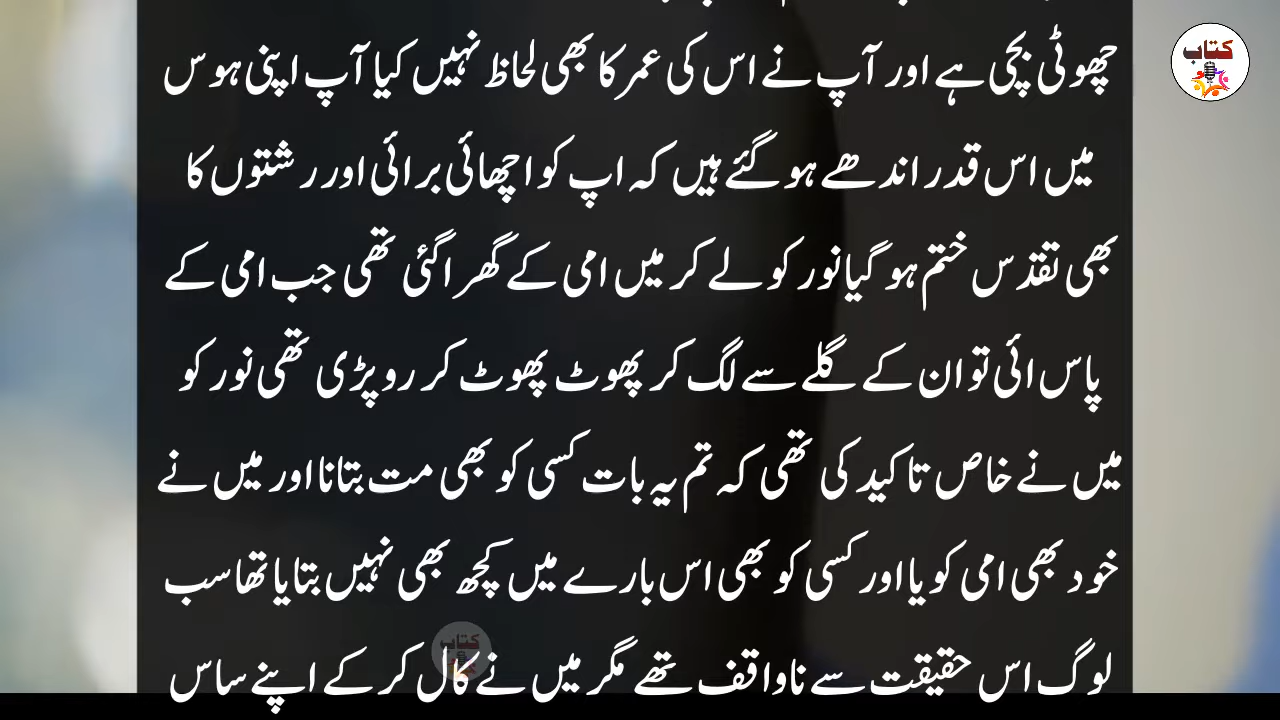 چھوٹی بچی ہے اور آپ نے اس کی عمر کا بھی لحاظ نہیں کیا آپ اپنی ہوس
میں اس قدر اندھے ہو گئے ہیں کہ اپ کو اچھائی برائی اور رشتوں کا
بھی تقدس ختم ہو گیا نور کو لے کر میں امی کے گھر اگئی تھی جب امی کے
پاس ائی تو ان کے گلے سے لگ کر پھوٹ پھوٹ کر رو پڑی تھی نور کو
میں نے خاص تاکید کی تھی کہ تم یہ بات کسی کو بھی مت بتانا اور میں نے
خود بھی امی کو یا اور کسی کو بھی اس بارے میں کچھ بھی نہیں بتایا تھا سب
لوگ اس حقیقت سے ناواقف تھے مگر میں نے کال کر کے اپنے ساس
کتاب
کتاب